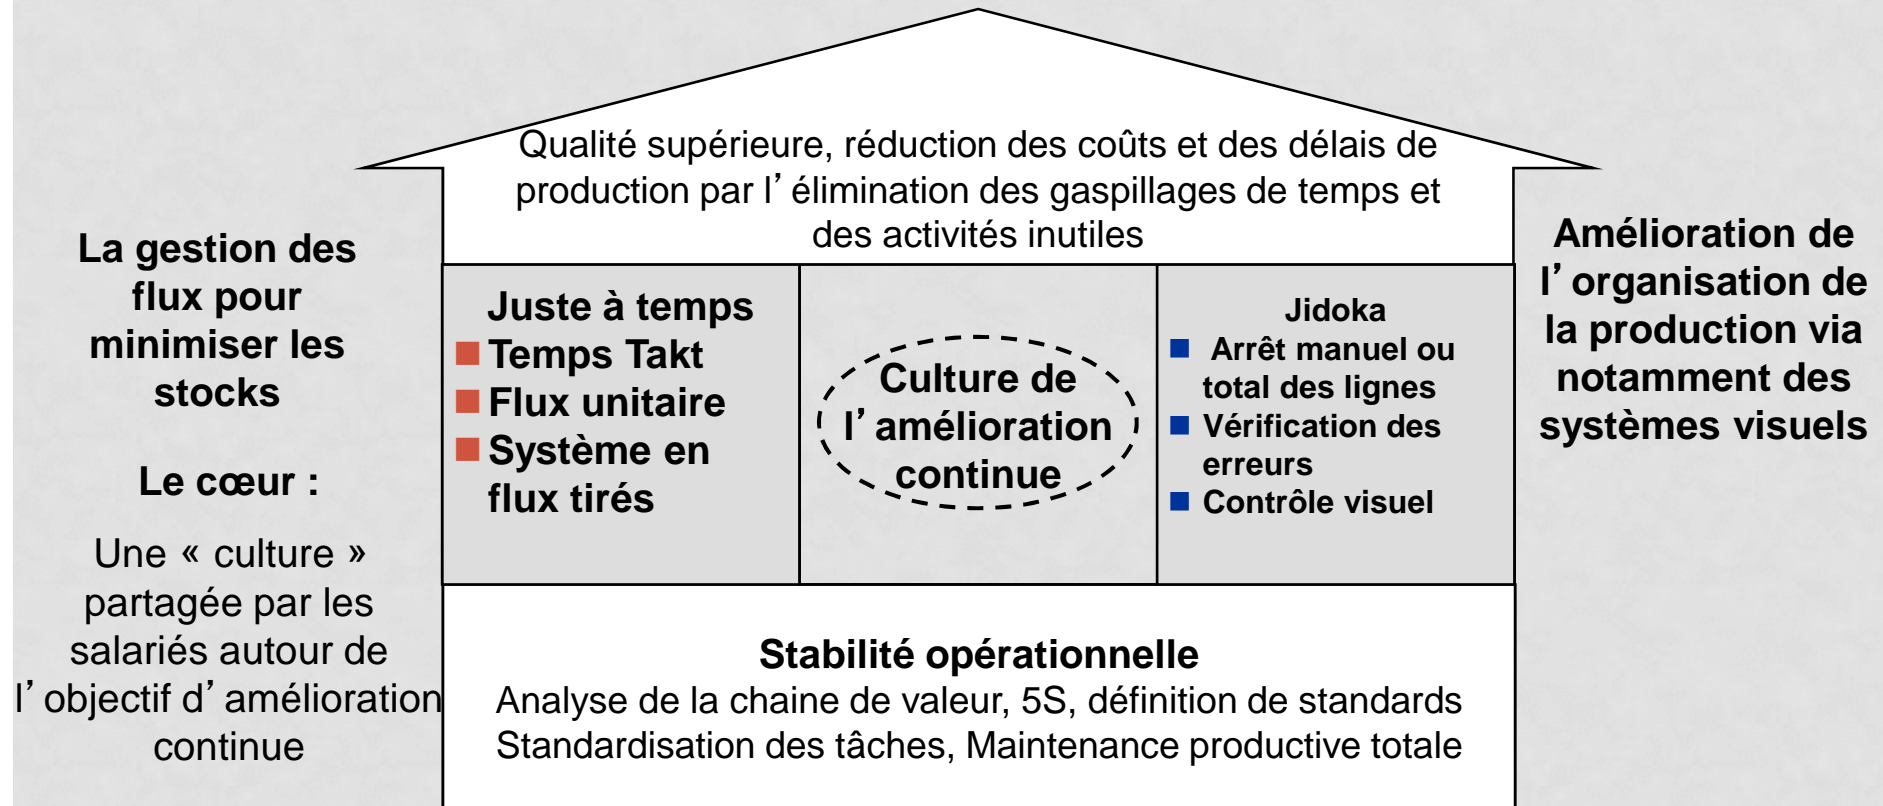 Qualité supérieure, réduction des coûts et des délais de
production par l’élimination des gaspillages de temps et
des activités inutiles
La gestion des
flux pour
minimiser les
stocks
Le cœur :
Une « culture »
partagée par les
salariés autour de
l’objectif d’amélioration
continue
Juste à temps
Temps Takt
Flux unitaire
Système en
flux tirés
Culture de
l’amélioration
continue
Jidoka
Arrêt manuel ou
total des lignes
Vérification des
erreurs
Contrôle visuel
Amélioration de
l’organisation de
la production via
notamment des
systèmes visuels
Stabilité opérationnelle
Analyse de la chaine de valeur, 5S, définition de standards
Standardisation des tâches, Maintenance productive totale